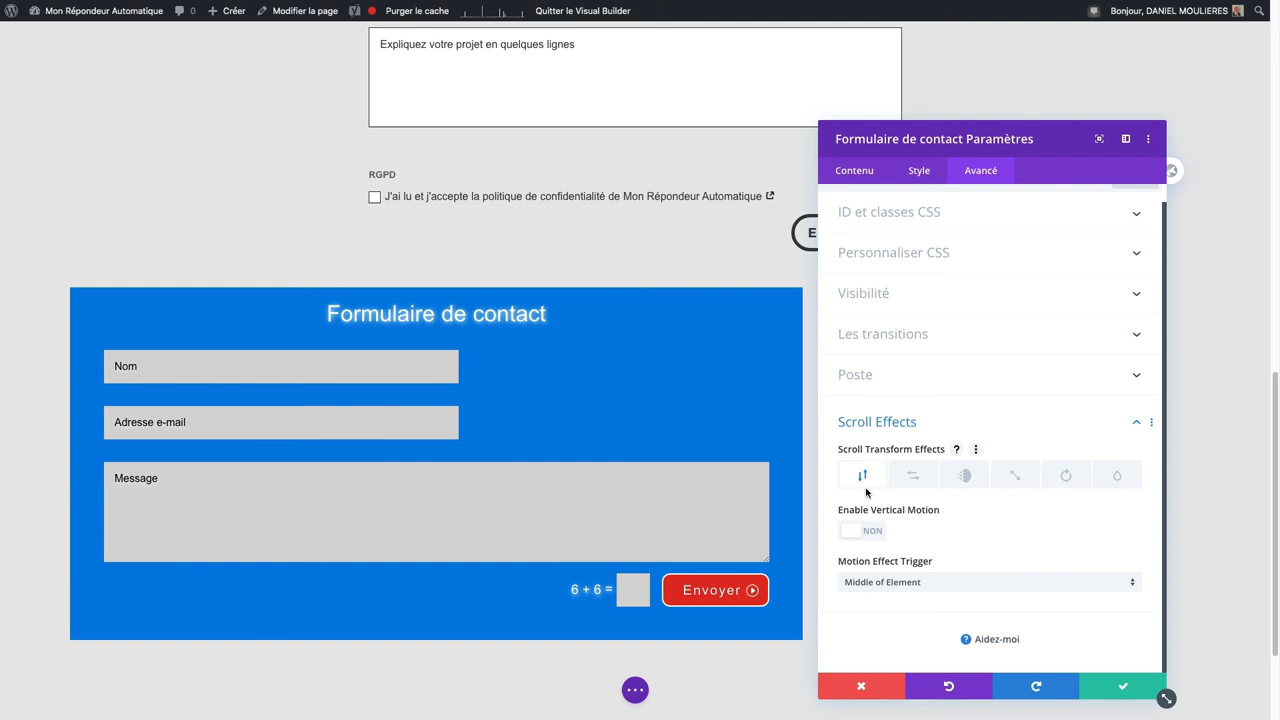 Mon Répondeur Automatique 0 Créer Modifier la page Purger le cache Quitter le Visual Builder Bonjour, DANIEL MOULIERES
Expliquez votre projet en quelques lignes
RGPD
J'ai lu et j'accepte la politique de confidentialité de Mon Répondeur Automatique
E
Formulaire de contact
Nom
Adresse e-mail
Message
6 + 6 =
Envoyer
Formulaire de contact Paramètres
Contenu Style Avancé
ID et classes CSS
Personnaliser CSS
Visibilité
Les transitions
Poste
Scroll Effects
Scroll Transform Effects ?
Enable Vertical Motion
NON
Motion Effect Trigger
Middle of Element
? Aidez-moi